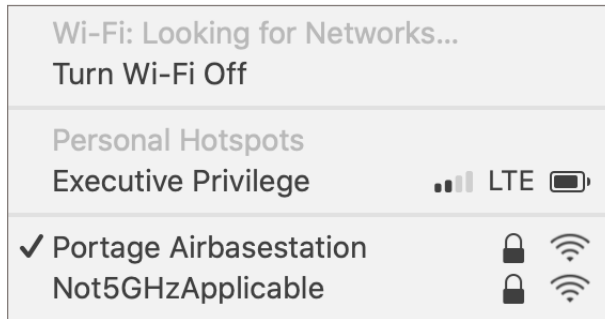 Wi-Fi: Looking for Networks...
Turn Wi-Fi Off
Personal Hotspots
Executive Privilege LTE
Portage Airbasestation
Not5GHzApplicable